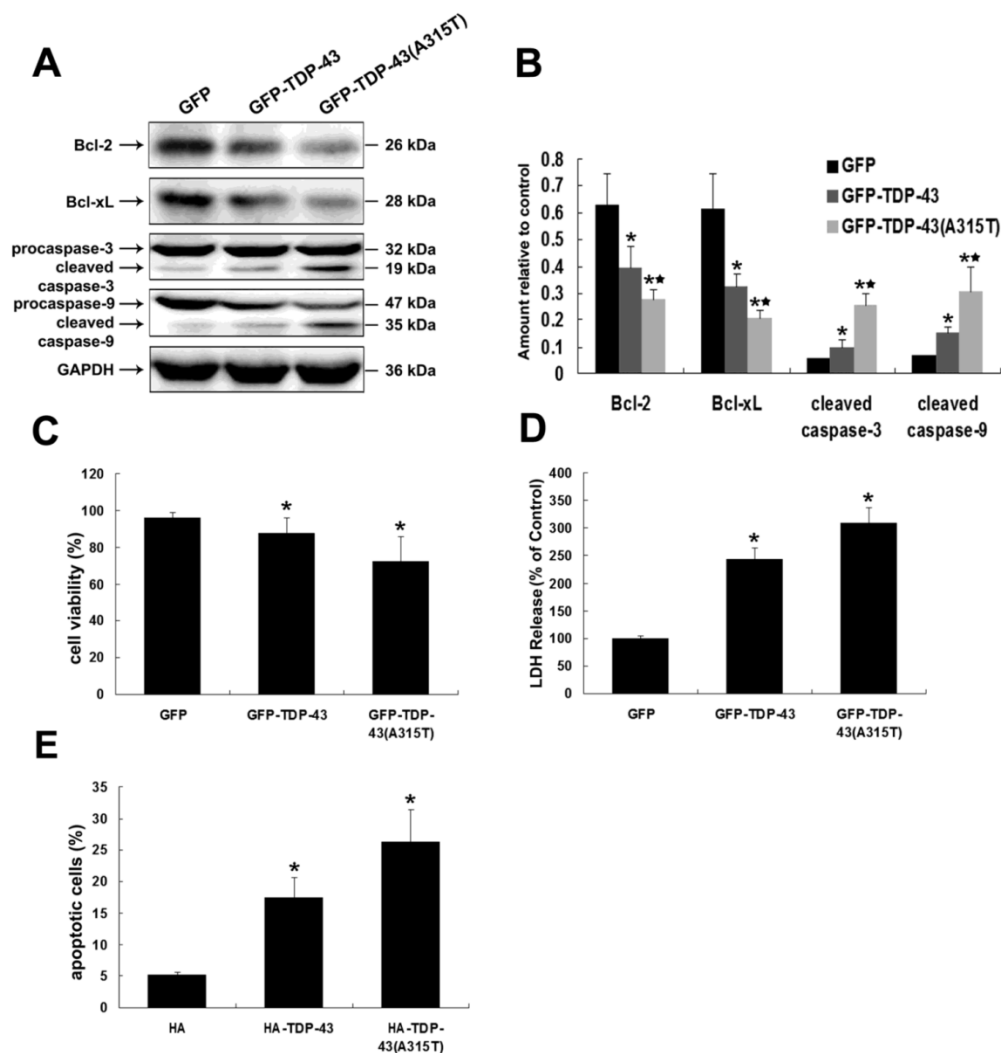 A
GFP
GFP-TDP-43
GFP-TDP-43(A315T)
Bcl-2
26 kDa
Bcl-xL
28 kDa
procaspase-3
32 kDa
cleaved
19 kDa
caspase-3
procaspase-9
47 kDa
cleaved
35 kDa
caspase-9
GAPDH
36 kDa
B
Amount relative to control
0.8
0.7
0.6
0.5
0.4
0.3
0.2
0.1
0
GFP
GFP-TDP-43
GFP-TDP-43(A315T)
*
*★
*
*★
*
*★
*
*★
Bcl-2
Bcl-xL
cleaved
caspase-3
cleaved
caspase-9
C
cell viability (%)
120
100
80
60
40
20
0
*
*
GFP
GFP-TDP-43
GFP-TDP-
43(A315T)
D
LDH Release (% of Control)
400
350
300
250
200
150
100
50
0
*
*
GFP
GFP-TDP-43
GFP-TDP-
43(A315T)
E
apoptotic cells (%)
35
30
25
20
15
10
5
0
*
*
HA
HA-TDP-43
HA-TDP-
43(A315T)